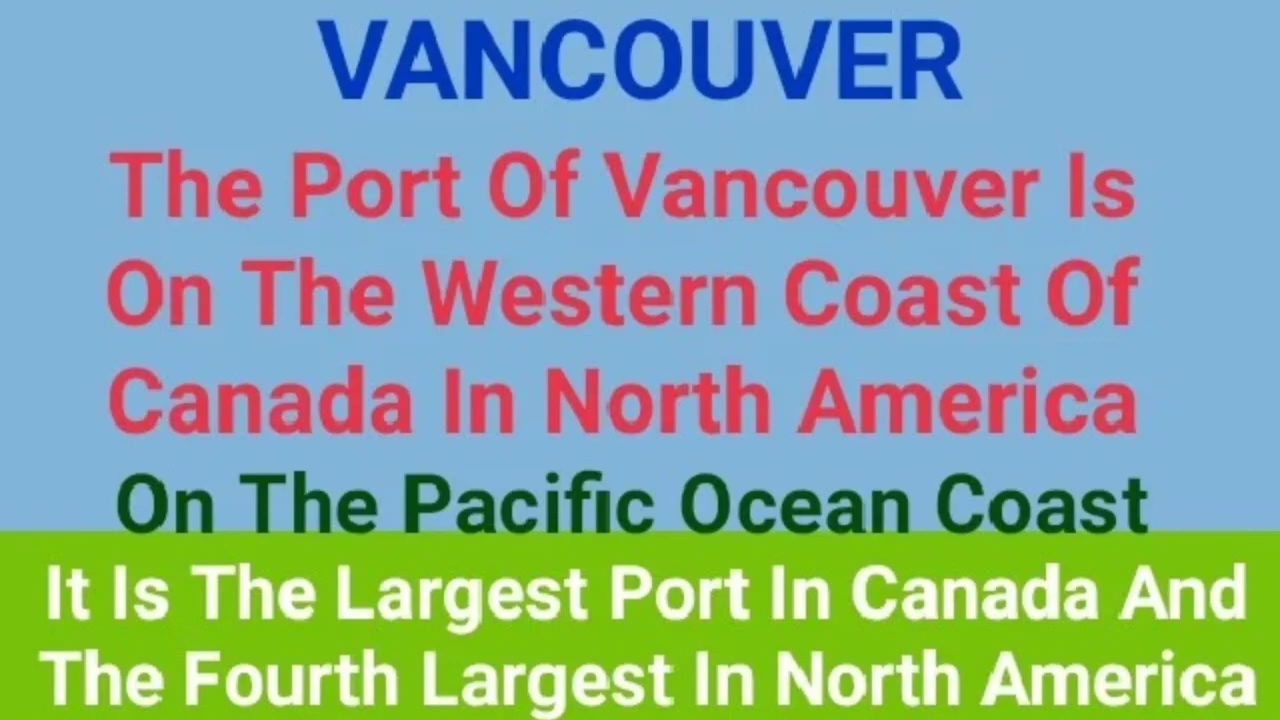 VANCOUVER
The Port Of Vancouver Is
On The Western Coast Of
Canada In North America
On The Pacific Ocean Coast
It Is The Largest Port In Canada And
The Fourth Largest In North America